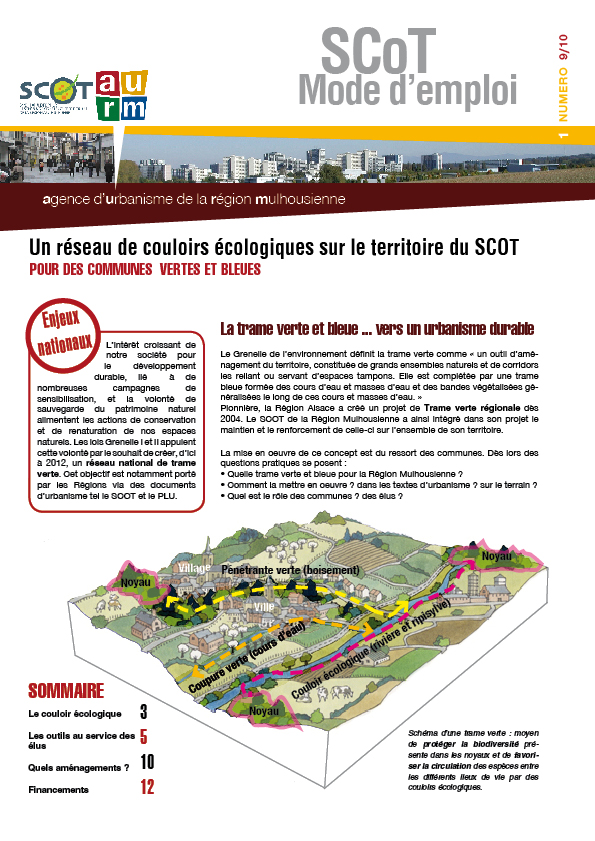 SCoT
Mode d'emploi
1 NUMERO 9/10
SCOT
aurm
agence d'urbanisme de la région mulhousienne
Un réseau de couloirs écologiques sur le territoire du SCOT
POUR DES COMMUNES VERTES ET BLEUES
Enjeux
nationaux
L'intérêt croissant de
notre société pour
le développement
durable, lié à de
nombreuses campagnes de
sensibilisation, et la volonté de
sauvegarde du patrimoine naturel
alimentent les actions de conservation
et de renaturation de nos espaces
naturels. Les lois Grenelle I et II appuient
cette volonté par le souhait de créer, d'ici
à 2012, un réseau national de trame
verte. Cet objectif est notamment porté
par les Régions via des documents
d'urbanisme tel le SCOT et le PLU.
La trame verte et bleue ... vers un urbanisme durable
Le Grenelle de l'environnement définit la trame verte comme « un outil d'amé-
nagement du territoire, constituée de grands ensembles naturels et de corridors
les reliant ou servant d'espaces tampons. Elle est complétée par une trame
bleue formée des cours d'eau et masses d'eau et des bandes végétalisées gé-
néralisées le long de ces cours et masses d'eau. »
Pionnière, la Région Alsace a créé un projet de Trame verte régionale dès
2004. Le SCOT de la Région Mulhousienne a ainsi intégré dans son projet le
maintien et le renforcement de celle-ci sur l'ensemble de son territoire.
La mise en oeuvre de ce concept est du ressort des communes. Dès lors des
questions pratiques se posent :
• Quelle trame verte et bleue pour la Région Mulhousienne ?
• Comment la mettre en oeuvre ? dans les textes d'urbanisme ? sur le terrain ?
• Quel est le rôle des communes ? des élus ?
Village
Pénétrante verte (boisement)
Noyau
Noyau
Ville
Coupure verte (cours d'eau)
Couloir écologique (rivière et ripisylve)
Noyau
SOMMAIRE
Le couloir écologique 3
Les outils au service des 5
élus
Quels aménagements ? 10
Financements 12
Schéma d'une trame verte : moyen
de protéger la biodiversité pré-
sente dans les noyaux et de favori-
ser la circulation des espèces entre
les différents lieux de vie par des
couloirs écologiques.